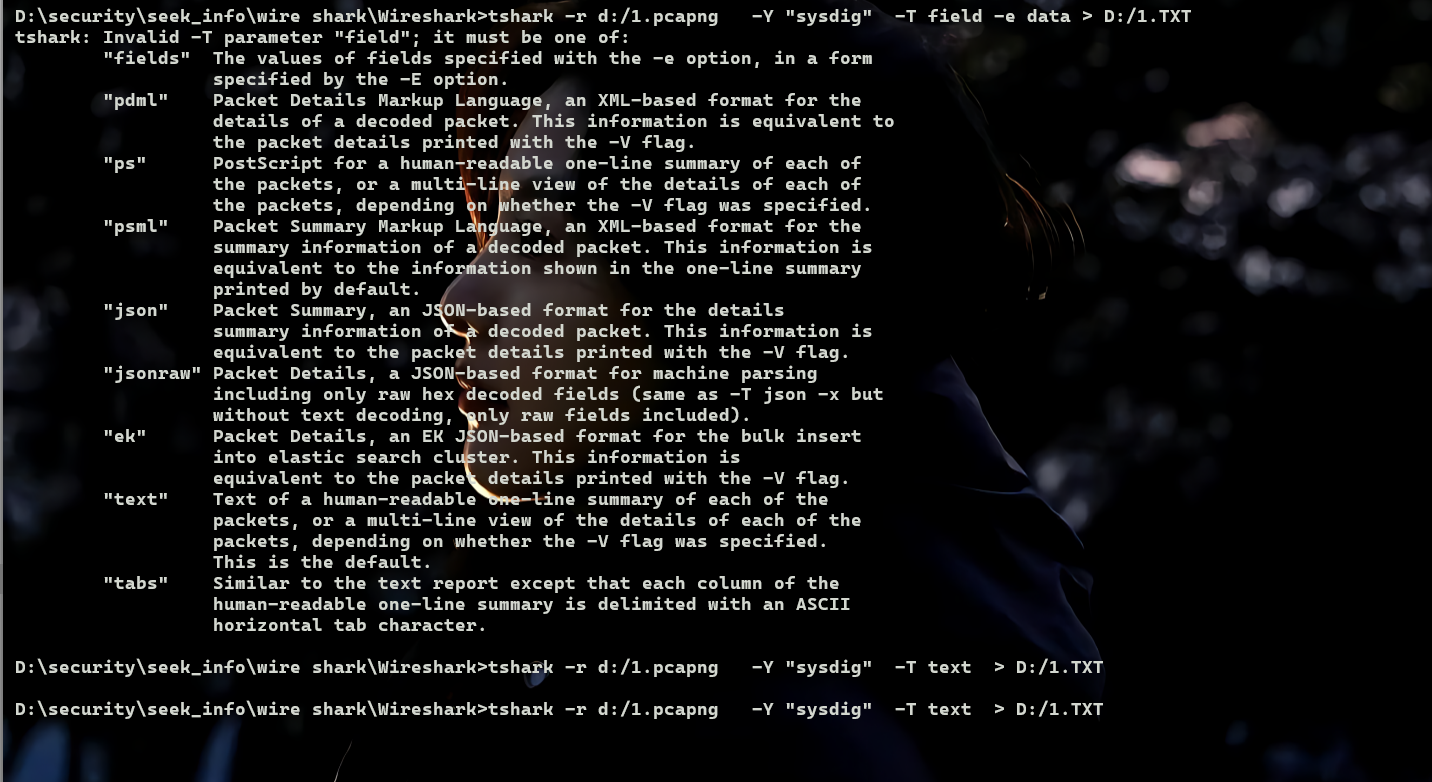 D:\security\seek_info\wire shark\Wireshark>tshark -r d:/1.pcapng   -Y "sysdig"  -T field -e data > D:/1.TXT
tshark: Invalid -T parameter "field"; it must be one of:
        "fields"  The values of fields specified with the -e option, in a form
                  specified by the -E option.
        "pdml"    Packet Details Markup Language, an XML-based format for the
                  details of a decoded packet. This information is equivalent to
                  the packet details printed with the -V flag.
        "ps"      PostScript for a human-readable one-line summary of each of
                  the packets, or a multi-line view of the details of each of
                  the packets, depending on whether the -V flag was specified.
        "psml"    Packet Summary Markup Language, an XML-based format for the
                  summary information of a decoded packet. This information is
                  equivalent to the information shown in the one-line summary
                  printed by default.
        "json"    Packet Summary, an JSON-based format for the details
                  summary information of a decoded packet. This information is
                  equivalent to the packet details printed with the -V flag.
        "jsonraw" Packet Details, a JSON-based format for machine parsing
                  including only raw hex decoded fields (same as -T json -x but
                  without text decoding, only raw fields included).
        "ek"      Packet Details, an EK JSON-based format for the bulk insert
                  into elastic search cluster. This information is
                  equivalent to the packet details printed with the -V flag.
        "text"    Text of a human-readable one-line summary of each of the
                  packets, or a multi-line view of the details of each of the
                  packets, depending on whether the -V flag was specified.
                  This is the default.
        "tabs"    Similar to the text report except that each column of the
                  human-readable one-line summary is delimited with an ASCII
                  horizontal tab character.
D:\security\seek_info\wire shark\Wireshark>tshark -r d:/1.pcapng   -Y "sysdig"  -T text  > D:/1.TXT
D:\security\seek_info\wire shark\Wireshark>tshark -r d:/1.pcapng   -Y "sysdig"  -T text  > D:/1.TXT